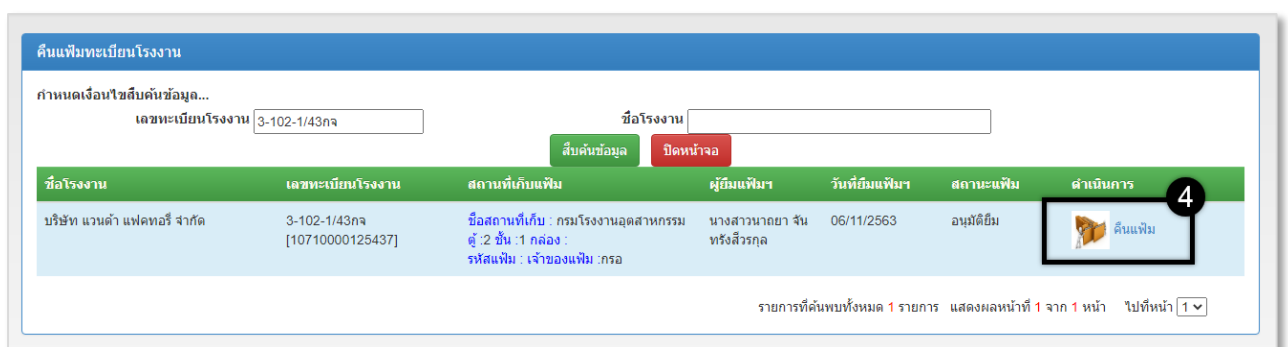 คืนแฟ้มทะเบียนโรงงาน
กำหนดเงื่อนไขสืบค้นข้อมูล...
เลขทะเบียนโรงงาน 3-102-1/43กจ ชื่อโรงงาน
สืบค้นข้อมูล ปิดหน้าจอ
ชื่อโรงงาน เลขทะเบียนโรงงาน สถานที่เก็บแฟ้ม ผู้ยืมแฟ้มฯ วันที่ยืมแฟ้มฯ สถานะแฟ้ม ดำเนินการ
4
บริษัท แวนด้า แฟคทอรี่ จำกัด 3-102-1/43กจ ชื่อสถานที่เก็บ : กรมโรงงานอุตสาหกรรม นางสาวนาถยา จัน 06/11/2563 อนุมัติยืม คืนแฟ้ม
[10710000125437] ตู้ :2 ชั้น :1 กล่อง : ทรังสีวรกุล
รหัสแฟ้ม : เจ้าของแฟ้ม :กรอ
รายการที่ค้นพบทั้งหมด 1 รายการ แสดงผลหน้าที่ 1 จาก 1 หน้า ไปที่หน้า 1